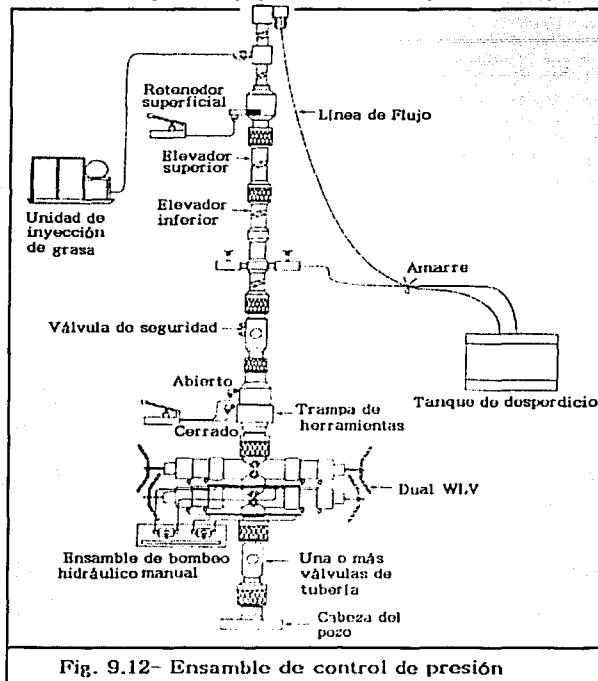 Retenedor
superficial
Línea de Flujo
Elevador
superior
Unidad de
inyección
de grasa
Elevador
inferior
Amarre
Válvula de seguridad
Abierto
Tanque de desperdicio
Trampa de
herramientas
Cerrado
Dual WLV
Ensamble de bombeo
hidráulico manual
Una o más
válvulas de
tubería
Cabeza del
pozo
Fig. 9.12- Ensamble de control de presión